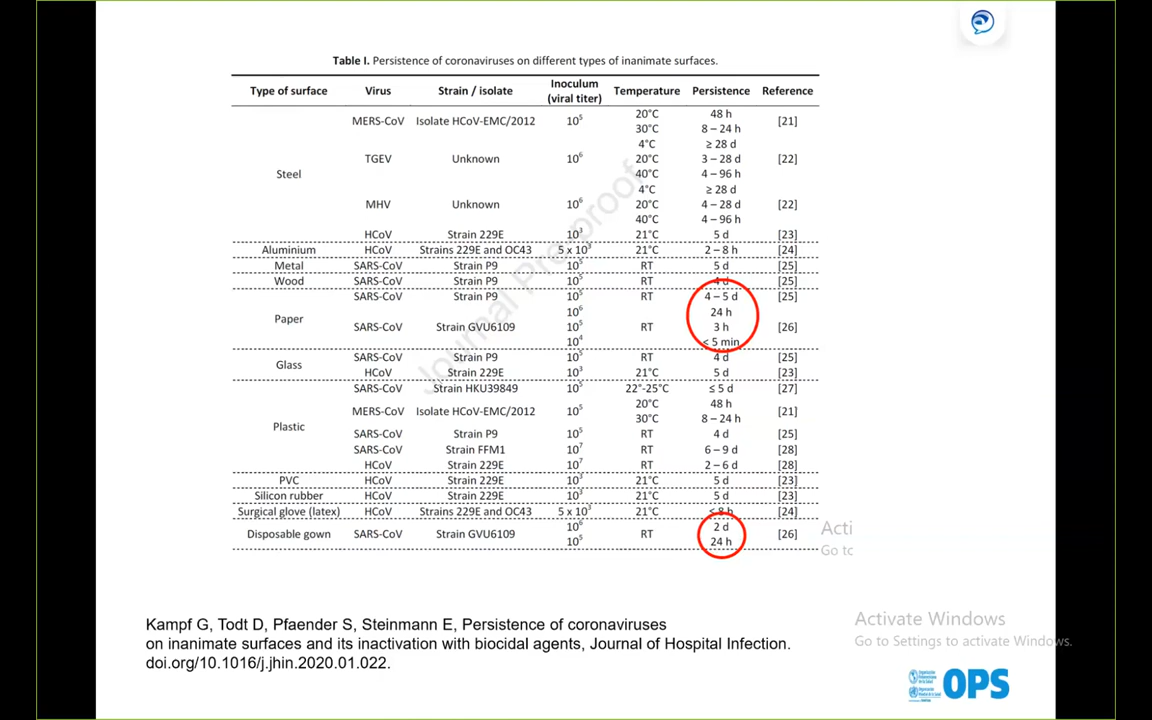 Table I. Persistence of coronaviruses on different types of inanimate surfaces.
Type of surface Virus Strain / isolate Inoculum (viral titer) Temperature Persistence Reference
Steel
MERS-CoV Isolate HCoV-EMC/2012 10⁵ 20°C 48 h [21]
30°C 8 – 24 h
TGEV Unknown 10⁶ 4°C ≥ 28 d [22]
20°C 3 – 28 d
40°C 4 – 96 h
MHV Unknown 10⁶ 4°C ≥ 28 d [22]
20°C 4 – 28 d
40°C 4 – 96 h
HCoV Strain 229E 10³ 21°C 5 d [23]
Aluminium HCoV Strains 229E and OC43 5 x 10³ 21°C 2 – 8 h [24]
Metal SARS-CoV Strain P9 10⁵ RT 5 d [25]
Wood SARS-CoV Strain P9 10⁵ RT 4 d [25]
Paper SARS-CoV Strain P9 10⁵ RT 4 – 5 d [25]
SARS-CoV Strain GVU6109 10⁶ RT 24 h [26]
10⁵ 3 h
10⁴ < 5 min
Glass SARS-CoV Strain P9 10⁵ RT 4 d [25]
HCoV Strain 229E 10³ 21°C 5 d [23]
Plastic SARS-CoV Strain HKU39849 10⁵ 22°-25°C ≤ 5 d [27]
MERS-CoV Isolate HCoV-EMC/2012 10⁵ 20°C 48 h [21]
30°C 8 – 24 h
SARS-CoV Strain P9 10⁵ RT 4 d [25]
SARS-CoV Strain FFM1 10⁷ RT 6 – 9 d [28]
HCoV Strain 229E 10⁷ RT 2 – 6 d [28]
PVC HCoV Strain 229E 10³ 21°C 5 d [23]
Silicon rubber HCoV Strain 229E 10³ 21°C 5 d [23]
Surgical glove (latex) HCoV Strains 229E and OC43 5 x 10³ 21°C ≤ 8 h [24]
Disposable gown SARS-CoV Strain GVU6109 10⁶ RT 2 d [26]
10⁵ 24 h
Journal Pre-proof
Acti
Go to
Kampf G, Todt D, Pfaender S, Steinmann E, Persistence of coronaviruses
on inanimate surfaces and its inactivation with biocidal agents, Journal of Hospital Infection.
doi.org/10.1016/j.jhin.2020.01.022.
Activate Windows
Go to Settings to activate Windows.
OPS